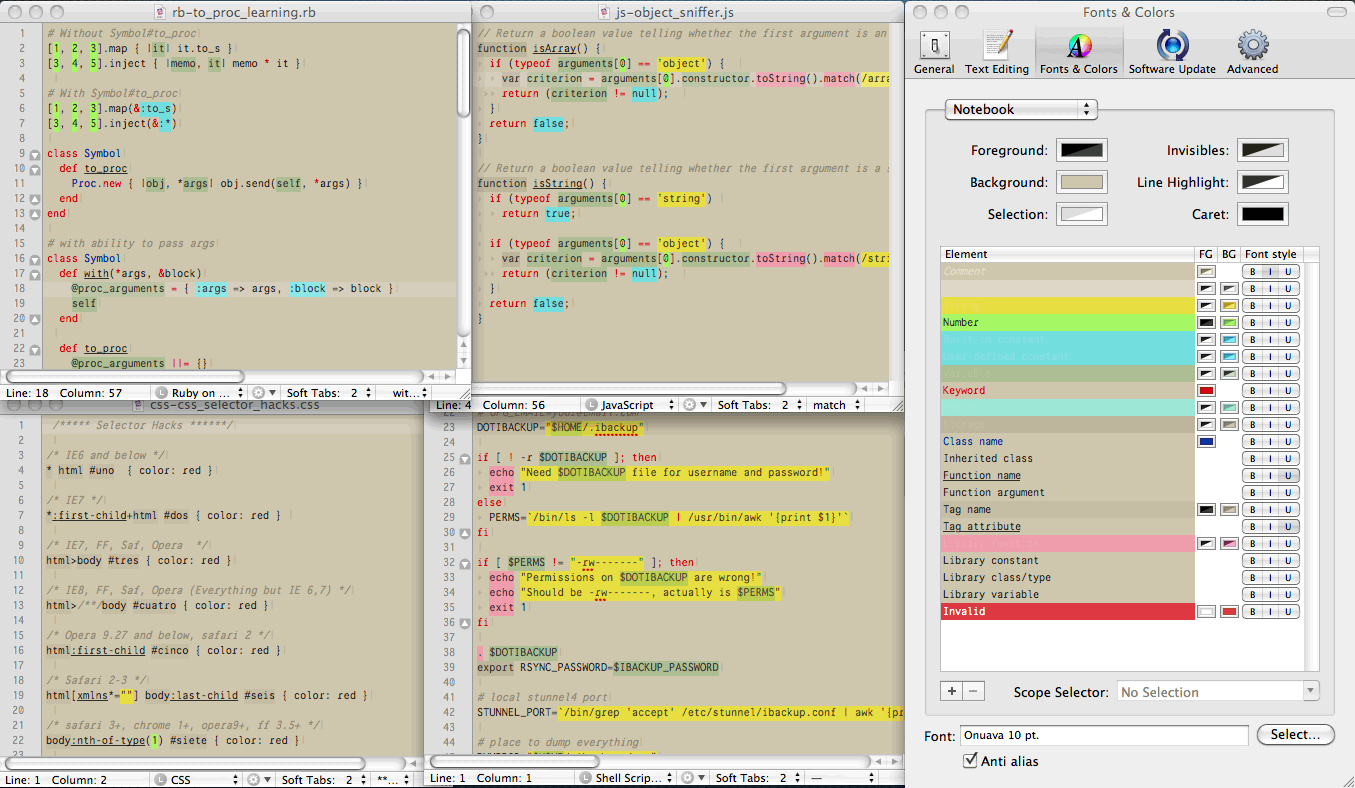 rb-to_proc_learning.rb
1 # Without Symbol#to_proc
2 [1, 2, 3].map { |it| it.to_s }
3 [3, 4, 5].inject { |memo, it| memo * it }
4
5 # With Symbol#to_proc
6 [1, 2, 3].map(&:to_s)
7 [3, 4, 5].inject(&:*)
8
9 class Symbol
10 def to_proc
11 Proc.new { |obj, *args| obj.send(self, *args) }
12 end
13 end
14
15 # with ability to pass args
16 class Symbol
17 def with(*args, &block)
18 @proc_arguments = { :args => args, :block => block }
19 self
20 end
21
22 def to_proc
23 @proc_arguments ||= {}
Line: 18 Column: 57 L Ruby on ... Soft Tabs: 2 wit...
js-object_sniffer.js
// Return a boolean value telling whether the first argument is an
function isArray() {
if (typeof arguments[0] == 'object') {
var criterion = arguments[0].constructor.toString().match(/arra
return (criterion != null);
}
return false;
}
// Return a boolean value telling whether the first argument is a s
function isString() {
if (typeof arguments[0] == 'string')
return true;
if (typeof arguments[0] == 'object') {
var criterion = arguments[0].constructor.toString().match(/stri
return (criterion != null);
}
return false;
}
Line: 4 Column: 56 L JavaScript Soft Tabs: 2 match
css-css_selector_hacks.css
1 /***** Selector Hacks ******/
2
3 /* IE6 and below */
4 * html #uno { color: red }
5
6 /* IE7 */
7 *:first-child+html #dos { color: red }
8
9 /* IE7, FF, Saf, Opera */
10 html>body #tres { color: red }
11
12 /* IE8, FF, Saf, Opera (Everything but IE 6,7) */
13 html>/**/body #cuatro { color: red }
14
15 /* Opera 9.27 and below, safari 2 */
16 html:first-child #cinco { color: red }
17
18 /* Safari 2-3 */
19 html[xmlns*=""] body:last-child #seis { color: red }
20
21 /* safari 3+, chrome 1+, opera9+, ff 3.5+ */
22 body:nth-of-type(1) #siete { color: red }
Line: 1 Column: 2 L CSS Soft Tabs: 2 **...
22
23 DOTIBACKUP="$HOME/.ibackup"
24
25 if [ ! -r $DOTIBACKUP ]; then
26 echo "Need $DOTIBACKUP file for username and password!"
27 exit 1
28 else
29 PERMS=`/bin/ls -l $DOTIBACKUP | /usr/bin/awk '{print $1}'`
30 fi
31
32 if [ $PERMS != "-rw-------" ]; then
33 echo "Permissions on $DOTIBACKUP are wrong!"
34 echo "Should be -rw-------, actually is $PERMS"
35 exit 1
36 fi
37
38 . $DOTIBACKUP
39 export RSYNC_PASSWORD=$IBACKUP_PASSWORD
40
41 # local stunnel4 port
42 STUNNEL_PORT=`/bin/grep 'accept' /etc/stunnel/ibackup.conf | awk '{pr
43
44 # place to dump everything
Line: 1 Column: 1 L Shell Scrip... Soft Tabs: 2 —
Fonts & Colors
General Text Editing Fonts & Colors Software Update Advanced
Notebook
Foreground: Invisibles:
Background: Line Highlight:
Selection: Caret:
Element FG BG Font style
Comment B I U
B I U
B I U
Number B I U
Built-in constant B I U
User-defined constant B I U
Variable B I U
Keyword B I U
B I U
Storage B I U
Class name B I U
Inherited class B I U
Function name B I U
Function argument B I U
Tag name B I U
Tag attribute B I U
Library function B I U
Library constant B I U
Library class/type B I U
Library variable B I U
Invalid B I U
+ − Scope Selector: No Selection
Font: Onuava 10 pt. Select...
Anti alias